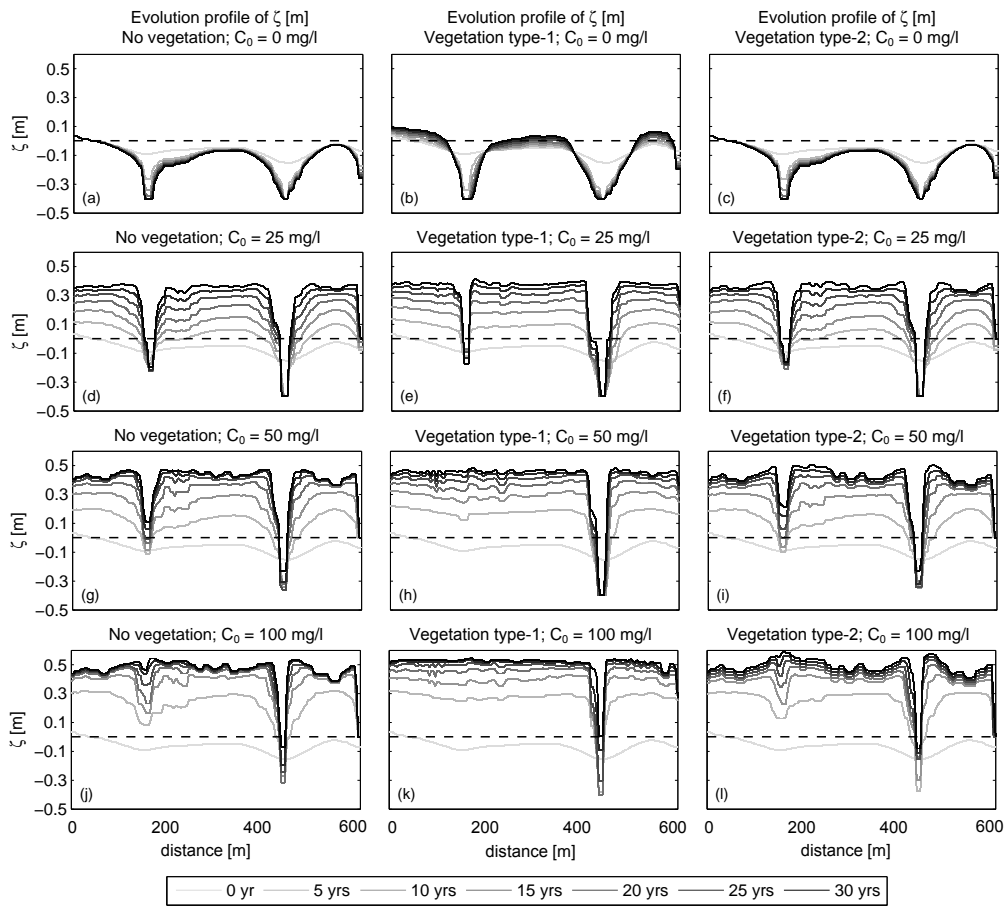 Evolution profile of ζ [m]
No vegetation; C0 = 0 mg/l
Evolution profile of ζ [m]
Vegetation type-1; C0 = 0 mg/l
Evolution profile of ζ [m]
Vegetation type-2; C0 = 0 mg/l
ζ [m]
0.5
0.3
0.1
−0.1
−0.3
−0.5
(a)
(b)
(c)
No vegetation; C0 = 25 mg/l
Vegetation type-1; C0 = 25 mg/l
Vegetation type-2; C0 = 25 mg/l
ζ [m]
0.5
0.3
0.1
−0.1
−0.3
−0.5
(d)
(e)
(f)
No vegetation; C0 = 50 mg/l
Vegetation type-1; C0 = 50 mg/l
Vegetation type-2; C0 = 50 mg/l
ζ [m]
0.5
0.3
0.1
−0.1
−0.3
−0.5
(g)
(h)
(i)
No vegetation; C0 = 100 mg/l
Vegetation type-1; C0 = 100 mg/l
Vegetation type-2; C0 = 100 mg/l
ζ [m]
0.5
0.3
0.1
−0.1
−0.3
−0.5
(j)
(k)
(l)
0 200 400 600
0 200 400 600
0 200 400 600
distance [m]
distance [m]
distance [m]
0 yr 5 yrs 10 yrs 15 yrs 20 yrs 25 yrs 30 yrs